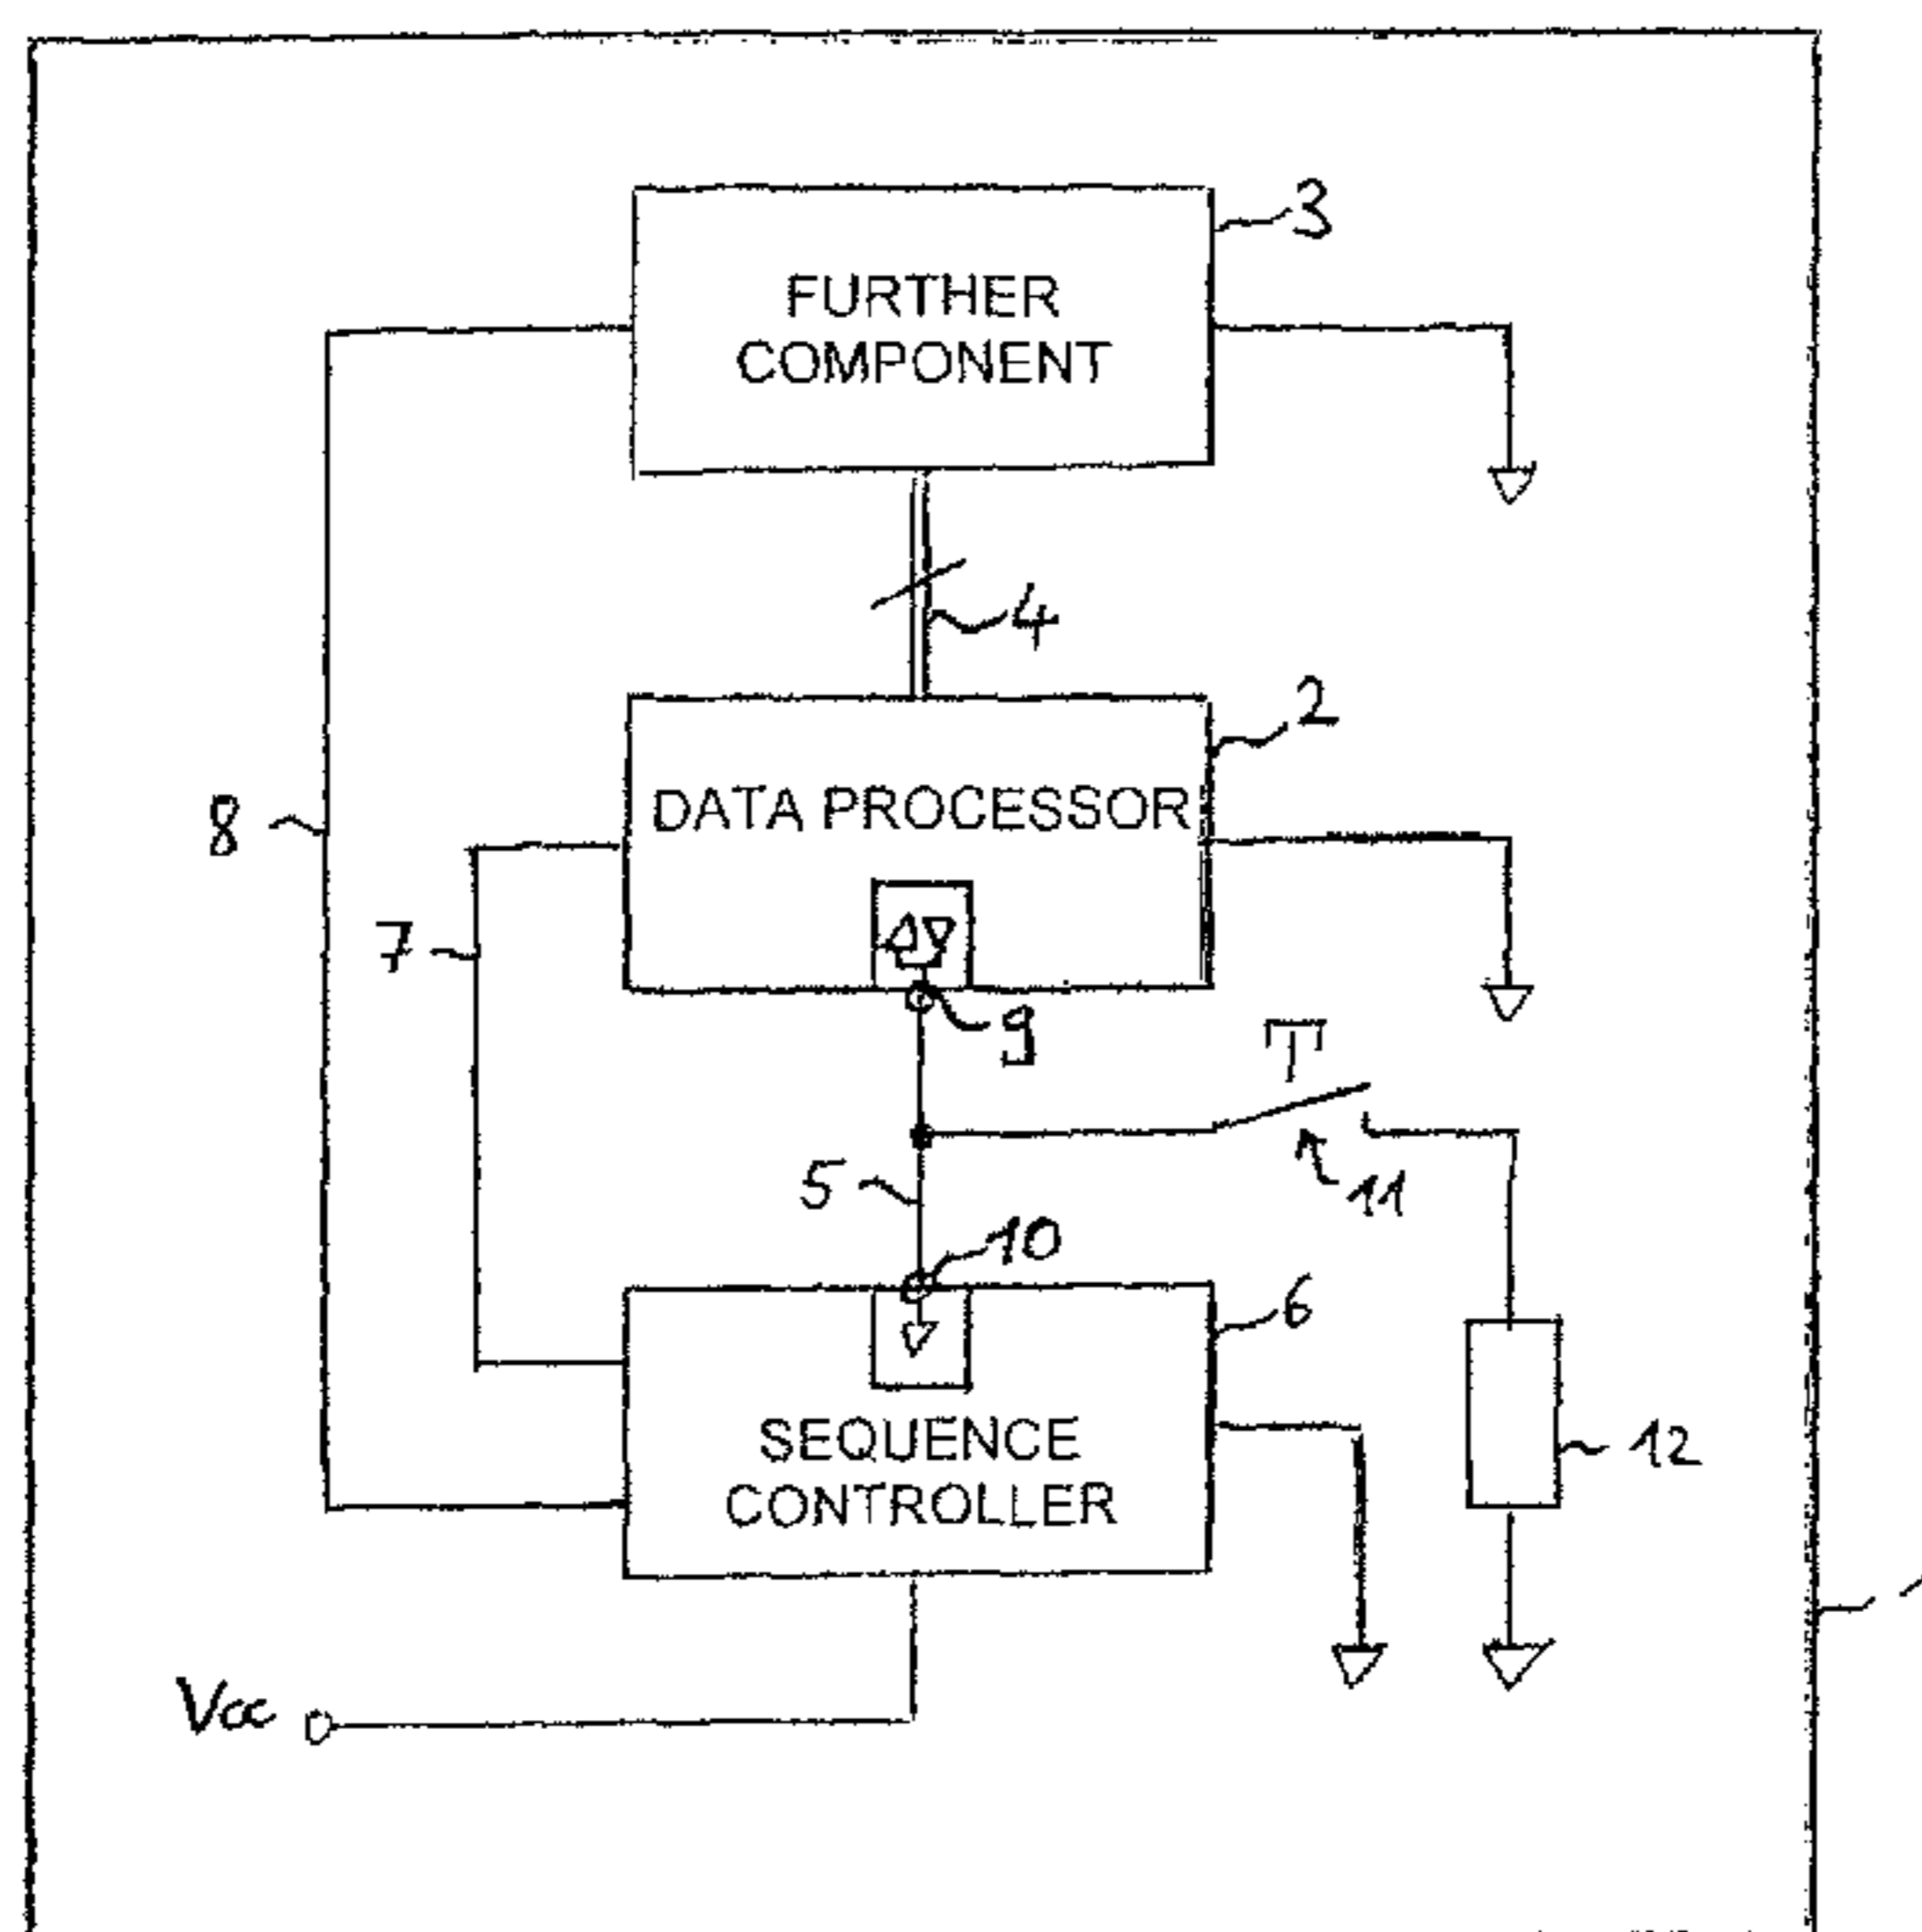 3
FURTHER
COMPONENT
4
2
DATA PROCESSOR
8
7
9
T
11
5
10
6
SEQUENCE
CONTROLLER
12
Vcc